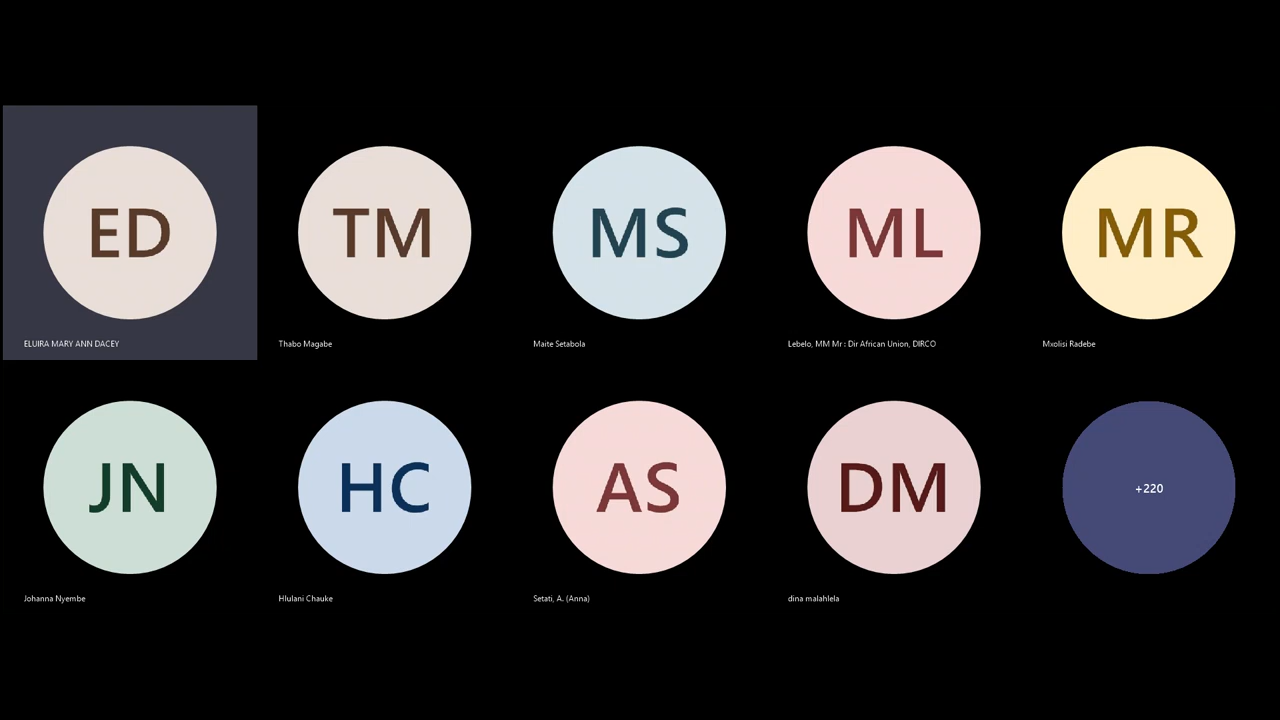 ED
TM
MS
ML
MR
ELUIRA MARY ANN DACEY
Thabo Magabe
Maite Setabola
Lebelo, MM Mr : Dir African Union, DIRCO
Mxolisi Radebe
JN
HC
AS
DM
+220
Johanna Nyembe
Hlulani Chauke
Setati, A. (Anna)
dina malahlela